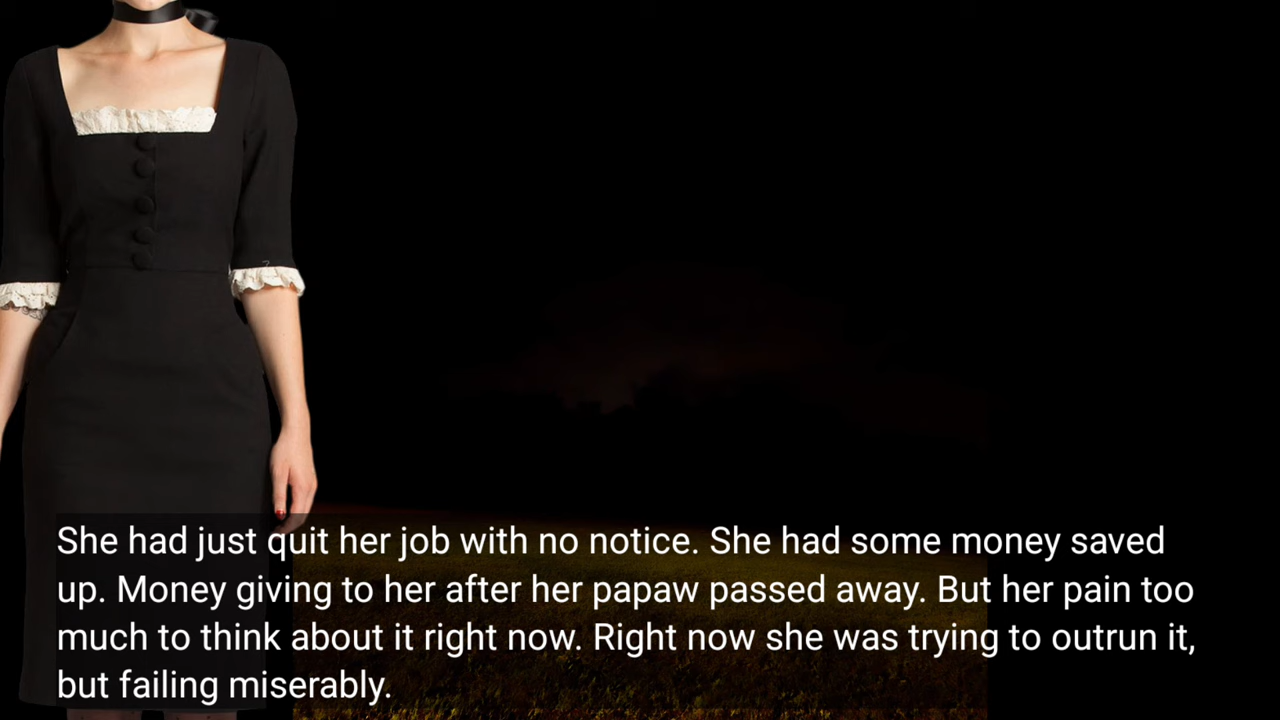 She had just quit her job with no notice. She had some money saved
up. Money giving to her after her papaw passed away. But her pain too
much to think about it right now. Right now she was trying to outrun it,
but failing miserably.